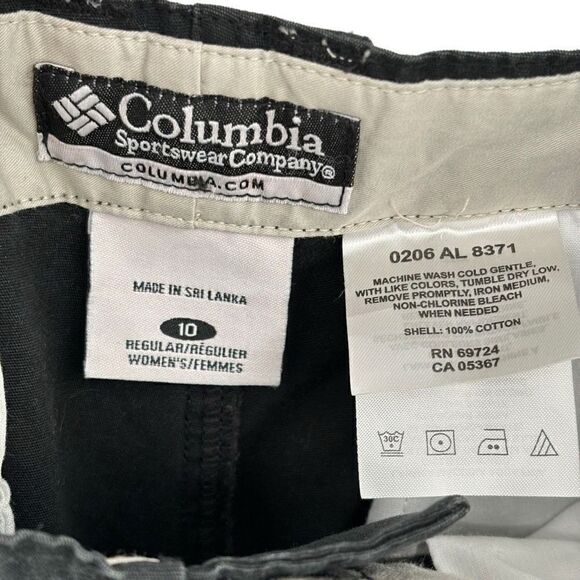 Columbia
Sportswear Company®
COLUMBIA.COM
MADE IN SRI LANKA
10
REGULAR/RÉGULIER
WOMEN'S/FEMMES
0206 AL 8371
MACHINE WASH COLD GENTLE,
WITH LIKE COLORS, TUMBLE DRY LOW.
REMOVE PROMPTLY, IRON MEDIUM,
NON-CHLORINE BLEACH
WHEN NEEDED
SHELL: 100% COTTON
RN 69724
CA 05367
30C